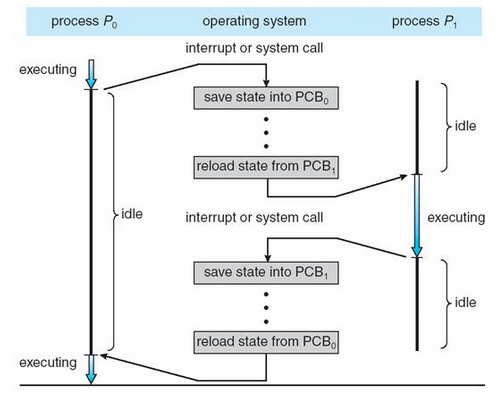 process P0 operating system process P1
interrupt or system call
executing
save state into PCB0
idle
reload state from PCB1
idle
interrupt or system call executing
save state into PCB1
idle
reload state from PCB0
executing